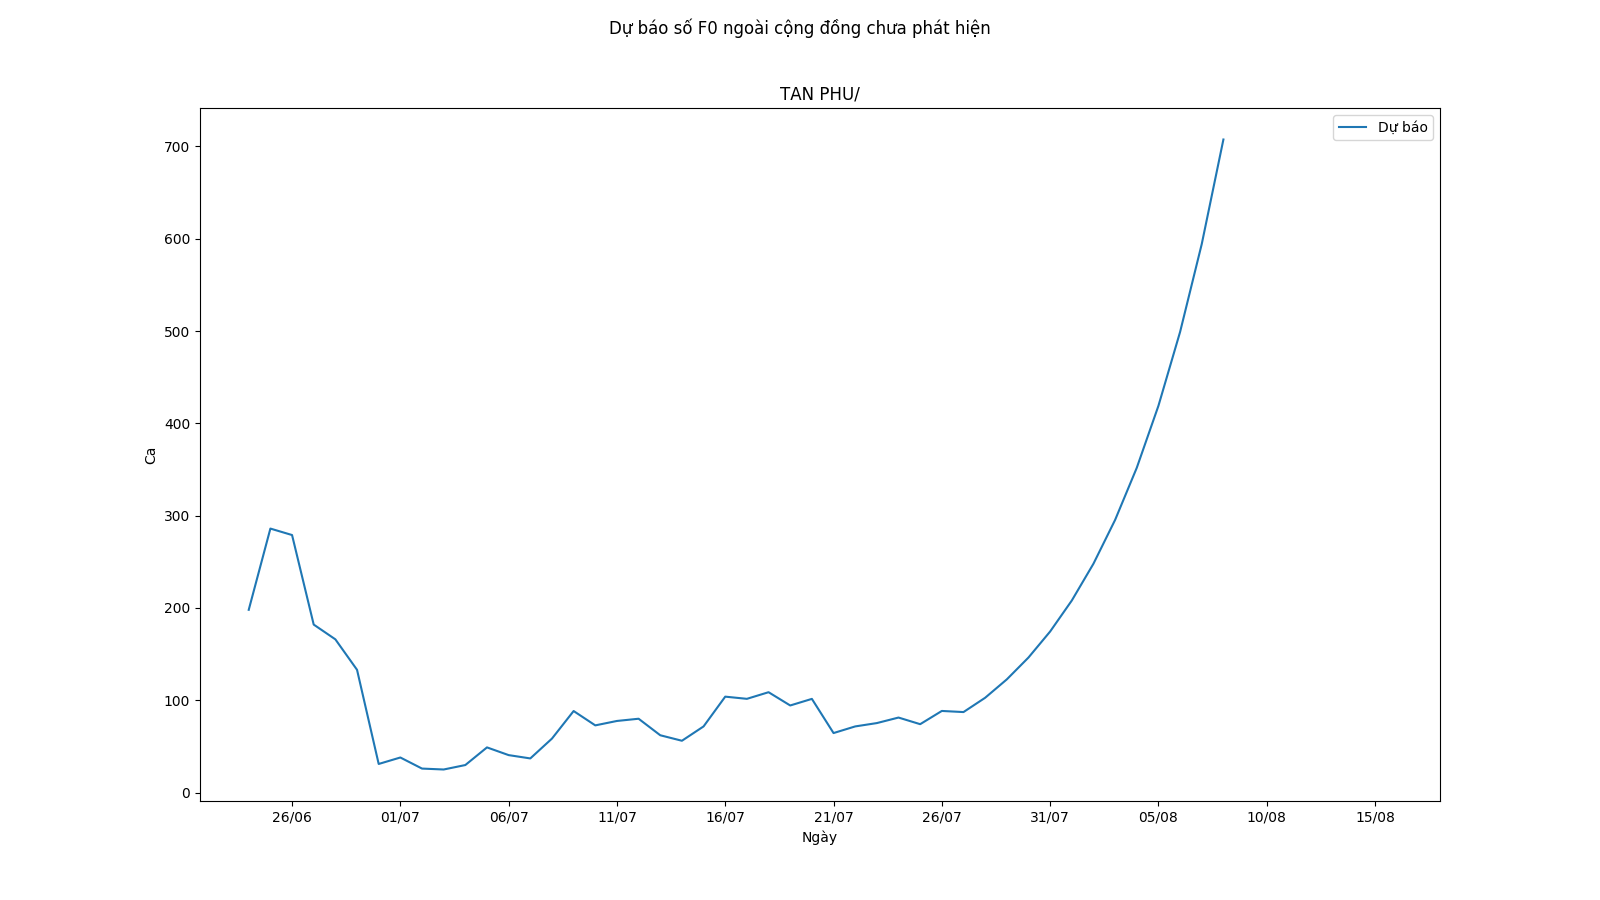 Dự báo số F0 ngoài cộng đồng chưa phát hiện
TAN PHU/
Dự báo
700
600
500
400
300
200
100
0
Ca
26/06 01/07 06/07 11/07 16/07 21/07 26/07 31/07 05/08 10/08 15/08
Ngày